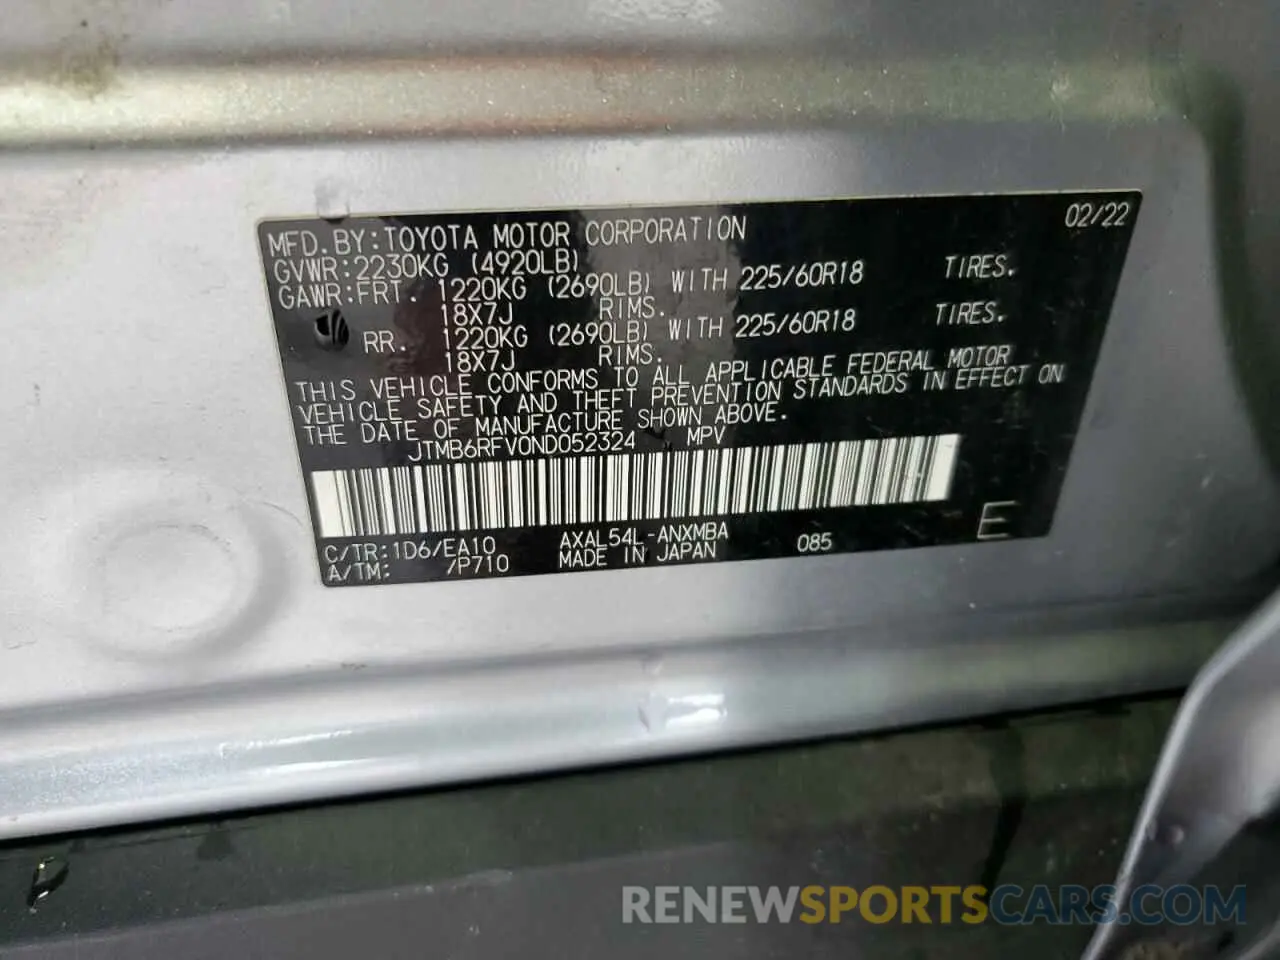 MFD. BY:TOYOTA MOTOR CORPORATION 02/22
GVWR:2230KG (4920LB)
GAWR:FRT. 1220KG (2690LB) WITH 225/60R18 TIRES.
18X7J RIMS.
RR. 1220KG (2690LB) WITH 225/60R18 TIRES.
18X7J RIMS.
THIS VEHICLE CONFORMS TO ALL APPLICABLE FEDERAL MOTOR
VEHICLE SAFETY AND THEFT PREVENTION STANDARDS IN EFFECT ON
THE DATE OF MANUFACTURE SHOWN ABOVE.
JTMB6RFV0ND052324 MPV
C/TR:1D6/EA10 AXAL54L-ANXMBA 085 E
A/TM: /P710 MADE IN JAPAN
RENEWSPORTSCARS.COM